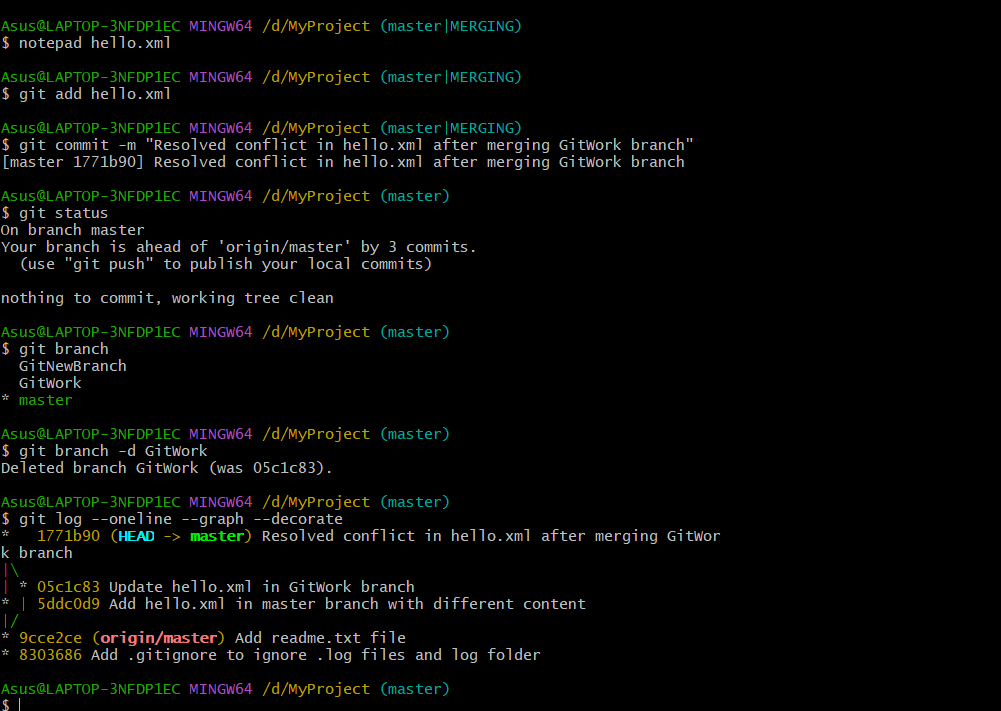 Asus@LAPTOP-3NFDP1EC MINGW64 /d/MyProject (master|MERGING)
$ notepad hello.xml
Asus@LAPTOP-3NFDP1EC MINGW64 /d/MyProject (master|MERGING)
$ git add hello.xml
Asus@LAPTOP-3NFDP1EC MINGW64 /d/MyProject (master|MERGING)
$ git commit -m "Resolved conflict in hello.xml after merging GitWork branch"
[master 1771b90] Resolved conflict in hello.xml after merging GitWork branch
Asus@LAPTOP-3NFDP1EC MINGW64 /d/MyProject (master)
$ git status
On branch master
Your branch is ahead of 'origin/master' by 3 commits.
  (use "git push" to publish your local commits)
nothing to commit, working tree clean
Asus@LAPTOP-3NFDP1EC MINGW64 /d/MyProject (master)
$ git branch
  GitNewBranch
  GitWork
* master
Asus@LAPTOP-3NFDP1EC MINGW64 /d/MyProject (master)
$ git branch -d GitWork
Deleted branch GitWork (was 05c1c83).
Asus@LAPTOP-3NFDP1EC MINGW64 /d/MyProject (master)
$ git log --oneline --graph --decorate
*   1771b90 (HEAD -> master) Resolved conflict in hello.xml after merging GitWor
k branch
|\
| * 05c1c83 Update hello.xml in GitWork branch
* | 5ddc0d9 Add hello.xml in master branch with different content
|/
* 9cce2ce (origin/master) Add readme.txt file
* 8303686 Add .gitignore to ignore .log files and log folder
Asus@LAPTOP-3NFDP1EC MINGW64 /d/MyProject (master)
$